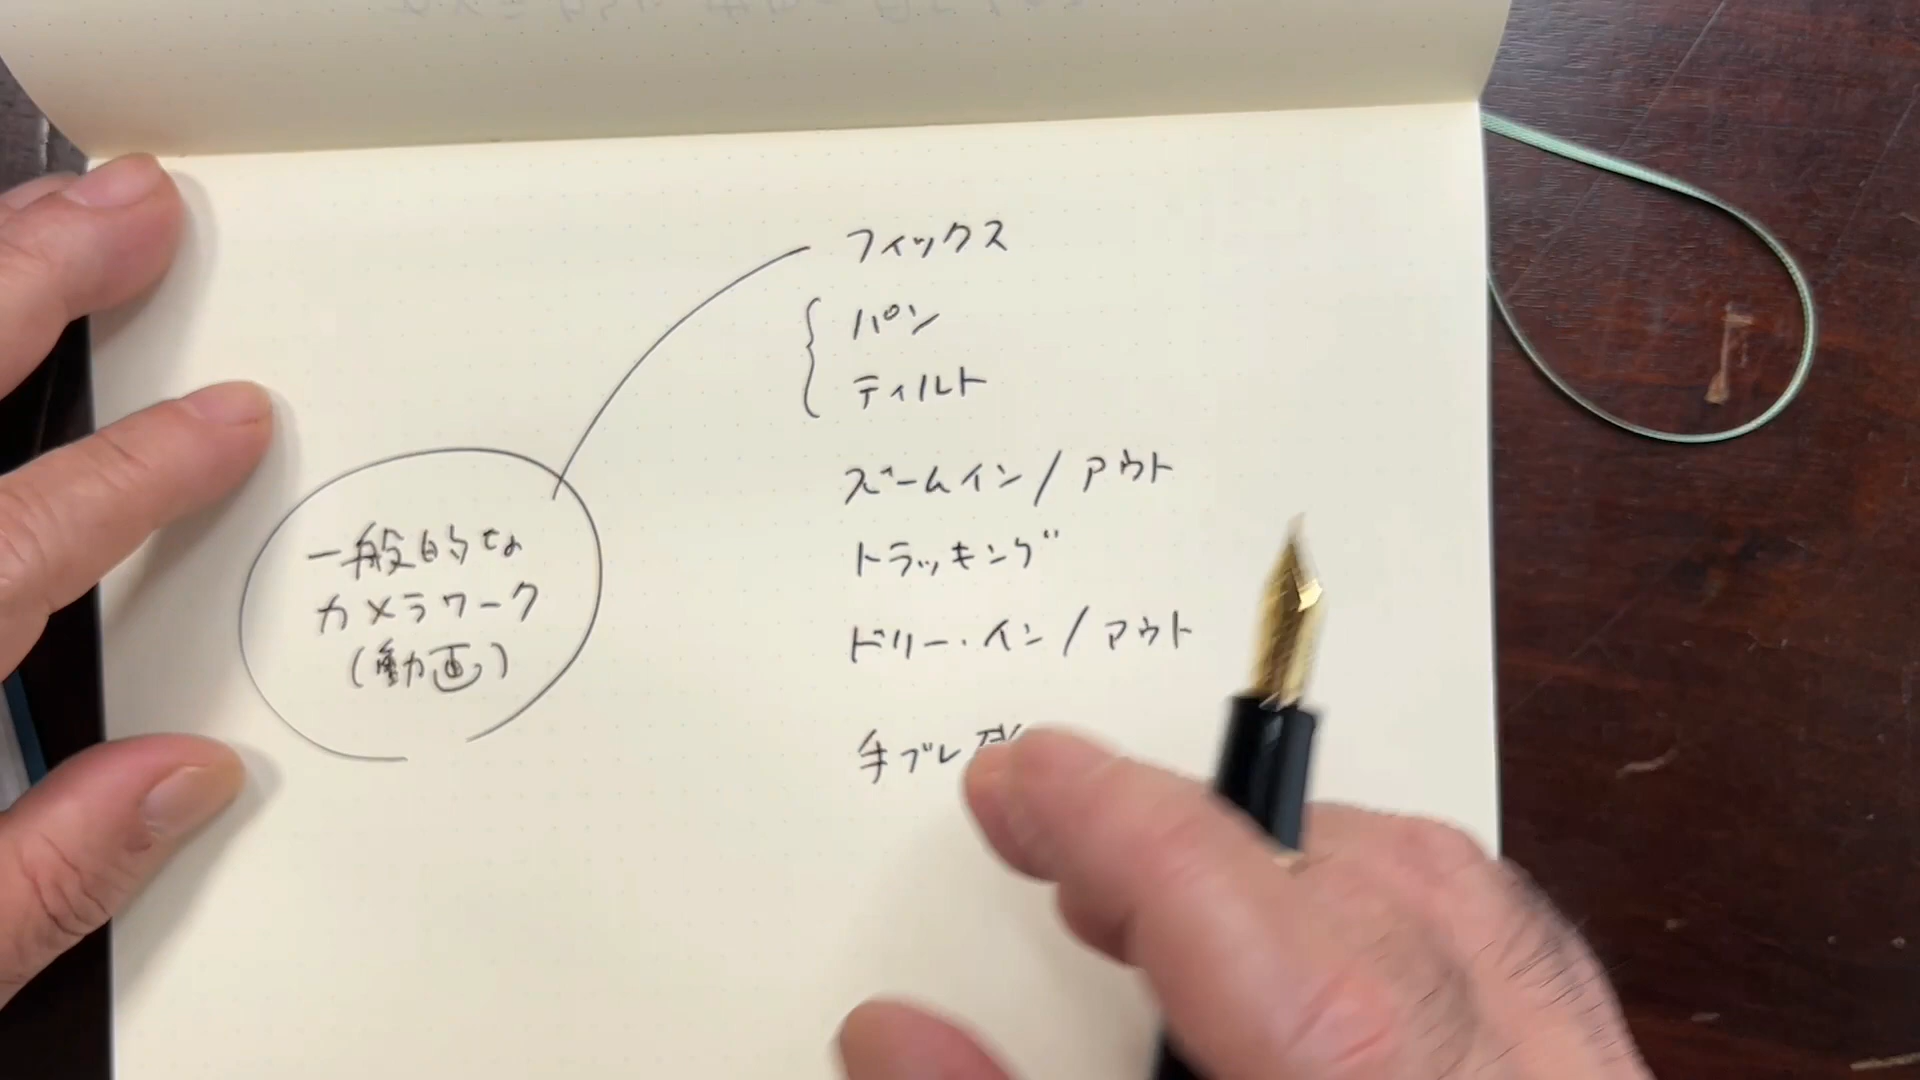 フィックス
パン
ティルト
ズームイン/アウト
トラッキング
ドリー・イン/アウト
手ブレ
一般的な
カメラワーク
(動画)